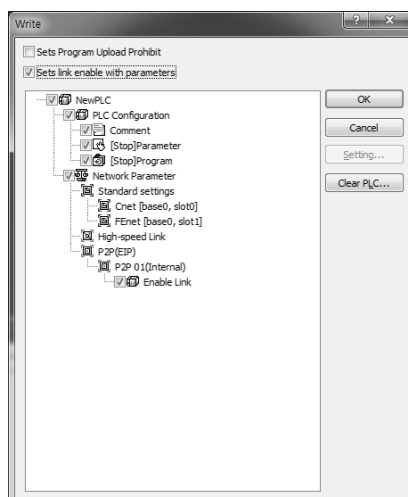 Write
Sets Program Upload Prohibit
Sets link enable with parameters
NewPLC
PLC Configuration
Comment
[Stop]Parameter
[Stop]Program
Network Parameter
Standard settings
Cnet [base0, slot0]
FEnet [base0, slot1]
High-speed Link
P2P(EIP)
P2P 01(Internal)
Enable Link
OK
Cancel
Setting...
Clear PLC...